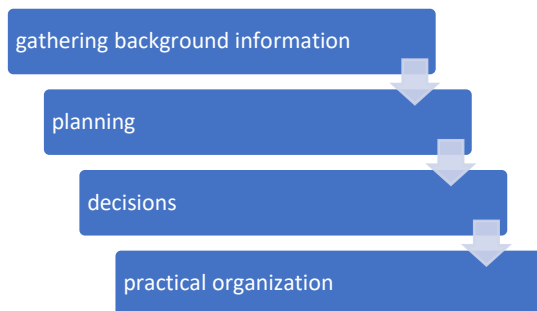 gathering background information
planning
decisions
practical organization